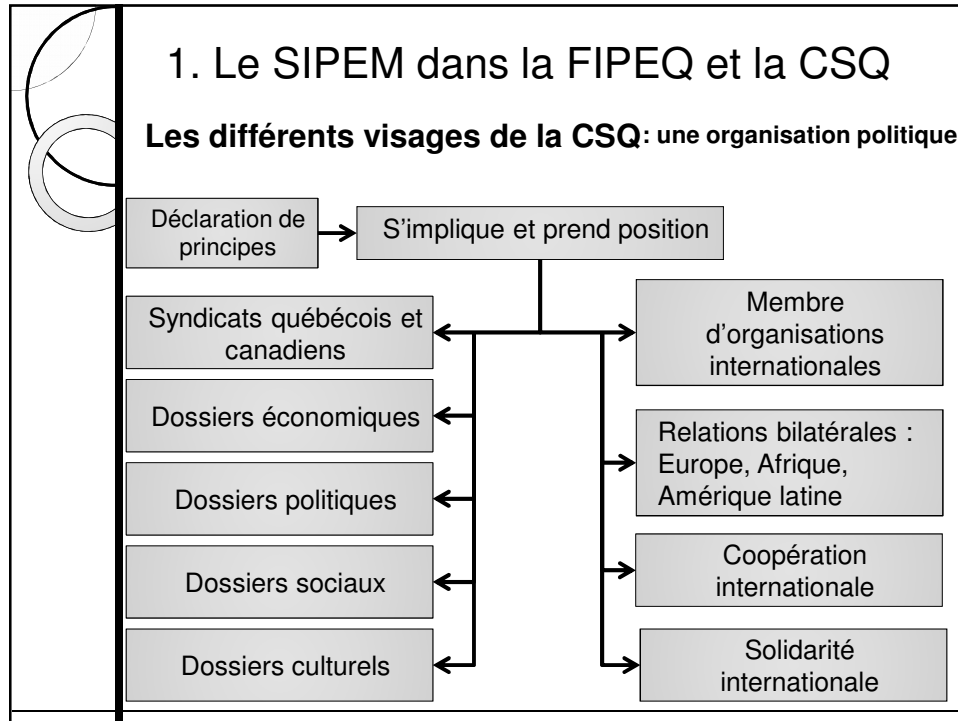 1. Le SIPEM dans la FIPEQ et la CSQ
Les différents visages de la CSQ: une organisation politique
Déclaration de
principes
S'implique et prend position
Syndicats québécois et
canadiens
Dossiers économiques
Dossiers politiques
Dossiers sociaux
Dossiers culturels
Membre
d'organisations
internationales
Relations bilatérales :
Europe, Afrique,
Amérique latine
Coopération
internationale
Solidarité
internationale